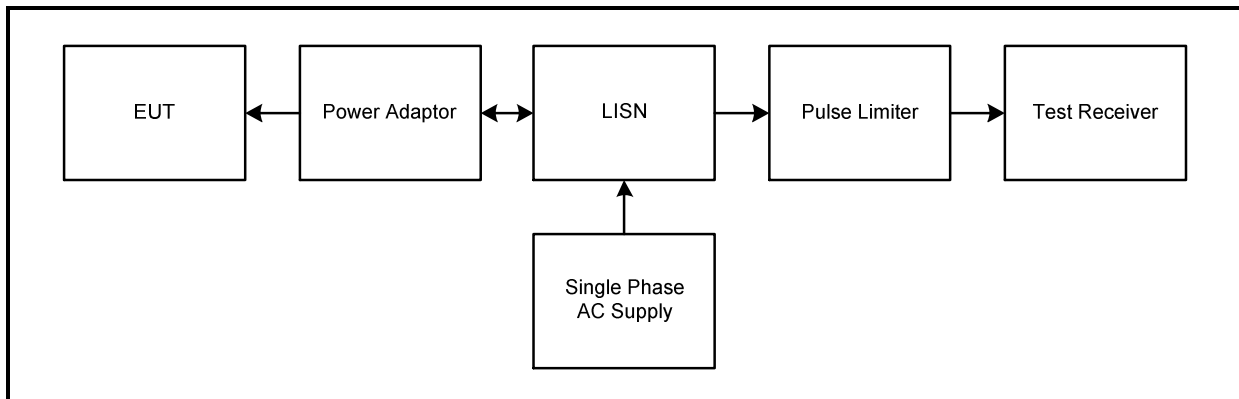 EUT
Power Adaptor
LISN
Pulse Limiter
Test Receiver
Single Phase
AC Supply